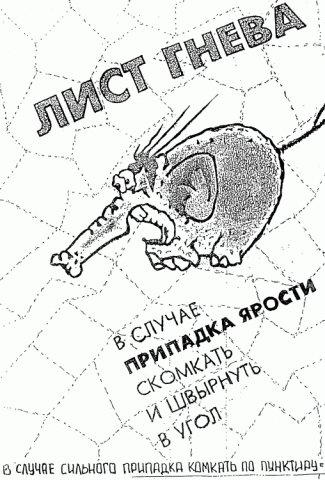 ЛИСТ ГНЕВА
В СЛУЧАЕ
ПРИПАДКА ЯРОСТИ
СКОМКАТЬ
И ШВЫРНУТЬ
В УГОЛ
В СЛУЧАЕ СИЛЬНОГО ПРИПАДКА КОМКАТЬ ПО ПУНКТИРУ